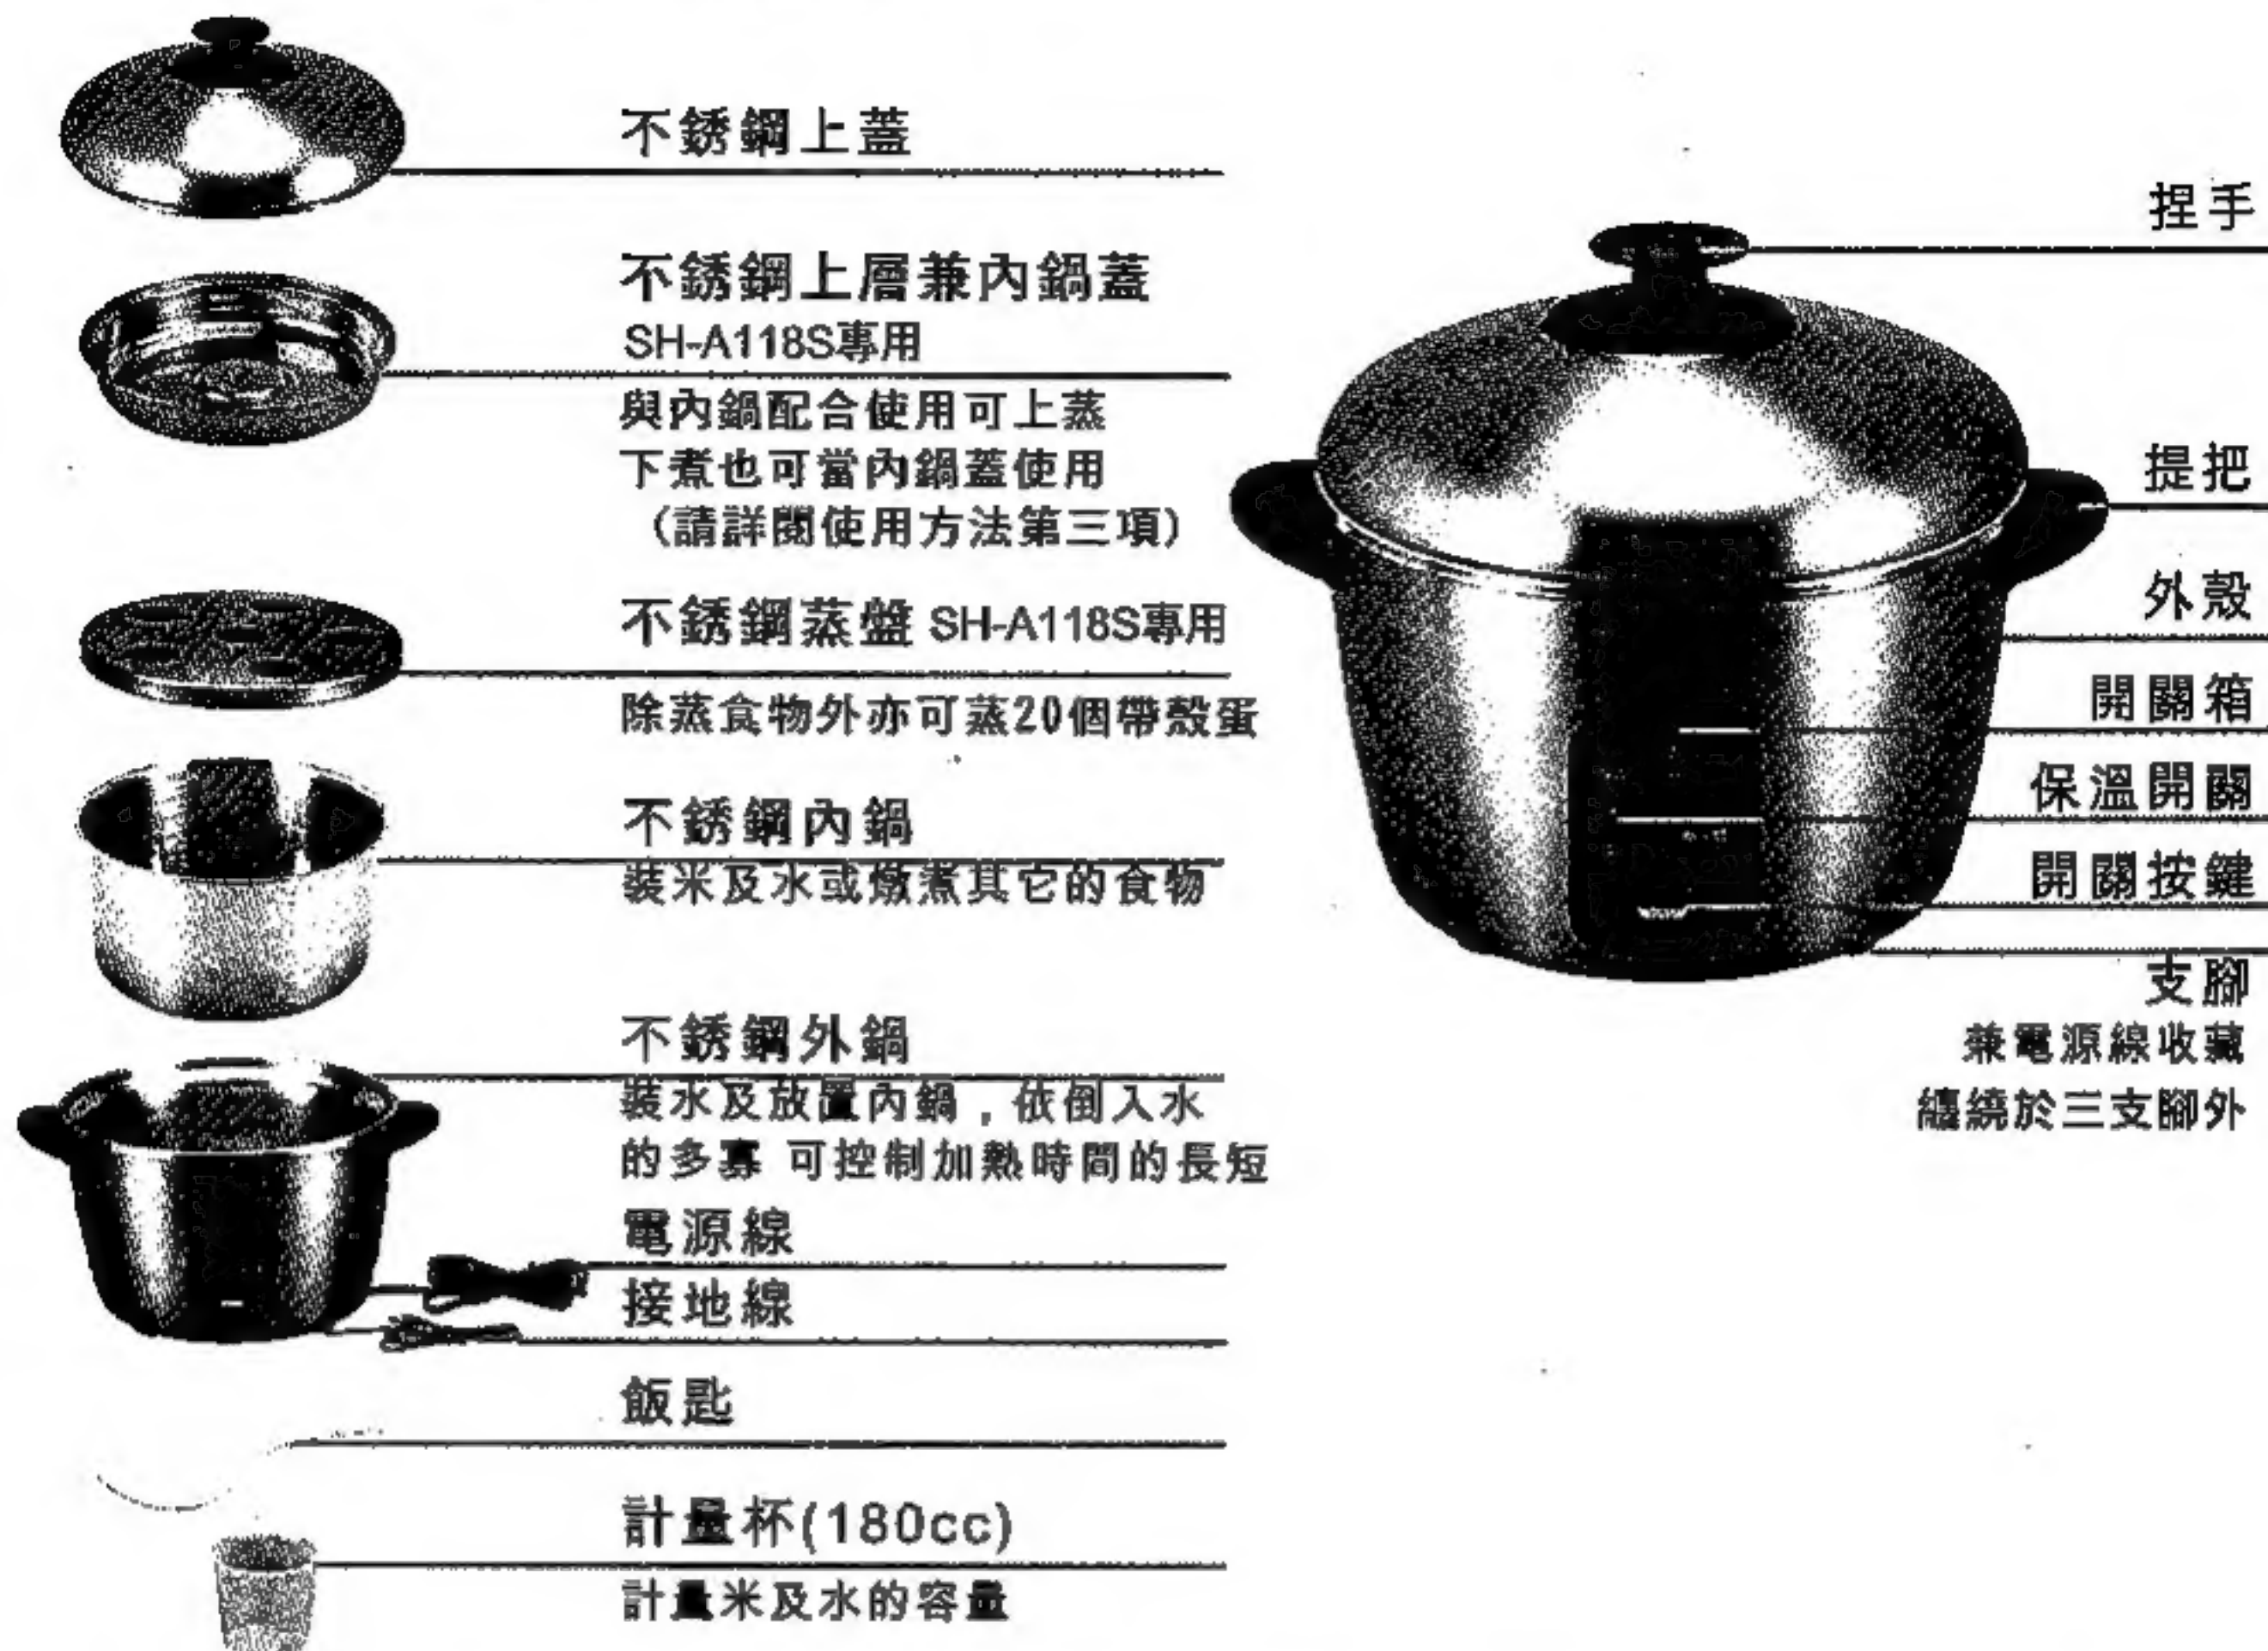 不銹鋼上蓋
不銹鋼上層兼內鍋蓋
SH-A118S專用
與內鍋配合使用可上蒸
下煮也可當內鍋蓋使用
(請詳閱使用方法第三項)
不銹鋼蒸盤 SH-A118S專用
除蒸食物外亦可蒸20個帶殼蛋
不銹鋼內鍋
裝米及水或燉煮其它的食物
不銹鋼外鍋
裝水及放置內鍋，依倒入水
的多寡 可控制加熱時間的長短
電源線
接地線
飯匙
計量杯(180cc)
計量米及水的容量
捏手
提把
外殼
開關箱
保溫開關
開關按鍵
支腳
兼電源線收藏
纏繞於三支腳外